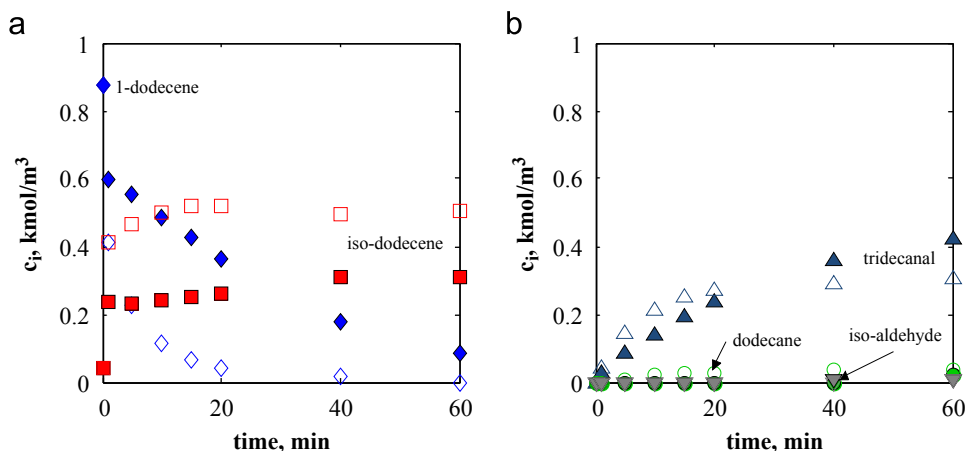 a
1
0.8
0.6
0.4
0.2
0
0 20 40 60
time, min
c_i, kmol/m³
1-dodecene
iso-dodecene
b
1
0.8
0.6
0.4
0.2
0
0 20 40 60
time, min
c_i, kmol/m³
tridecanal
dodecane
iso-aldehyde